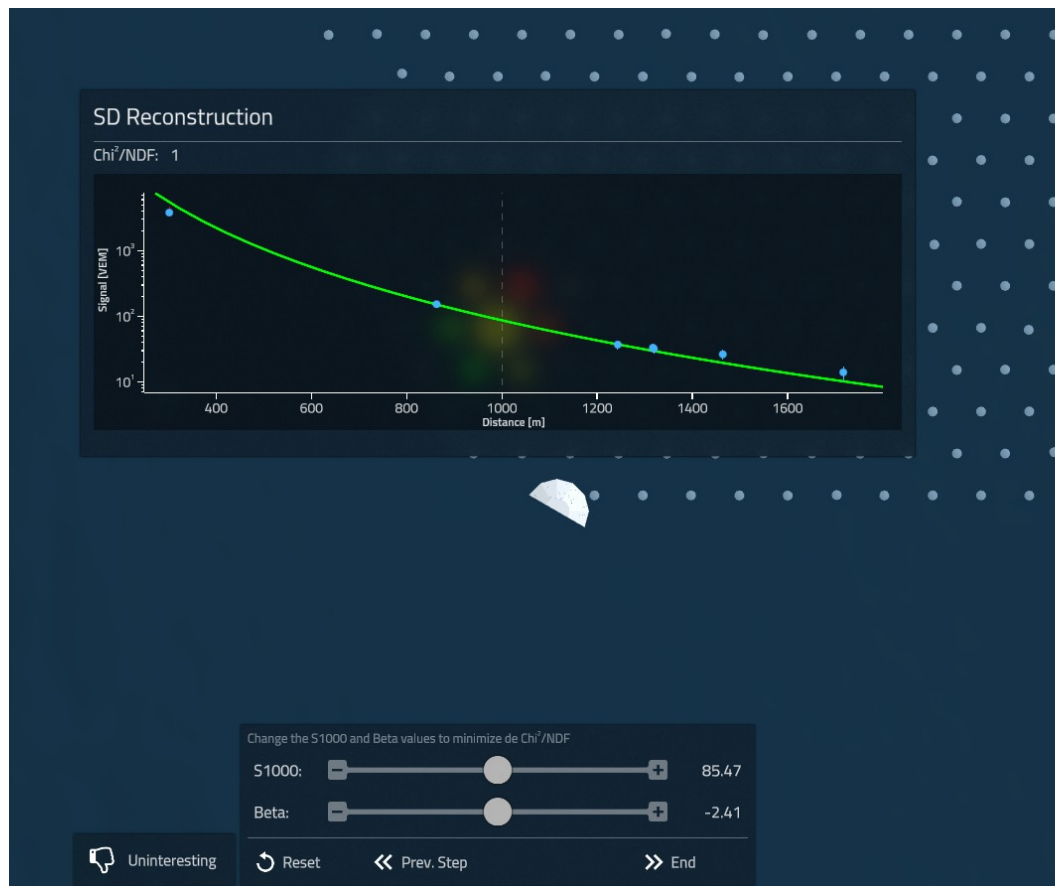 SD Reconstruction
Chi²/NDF: 1
Signal [VEM]
10³
10²
10¹
400 600 800 1000 1200 1400 1600
Distance [m]
Change the S1000 and Beta values to minimize de Chi²/NDF
S1000: 85.47
Beta: -2.41
Uninteresting Reset Prev. Step End